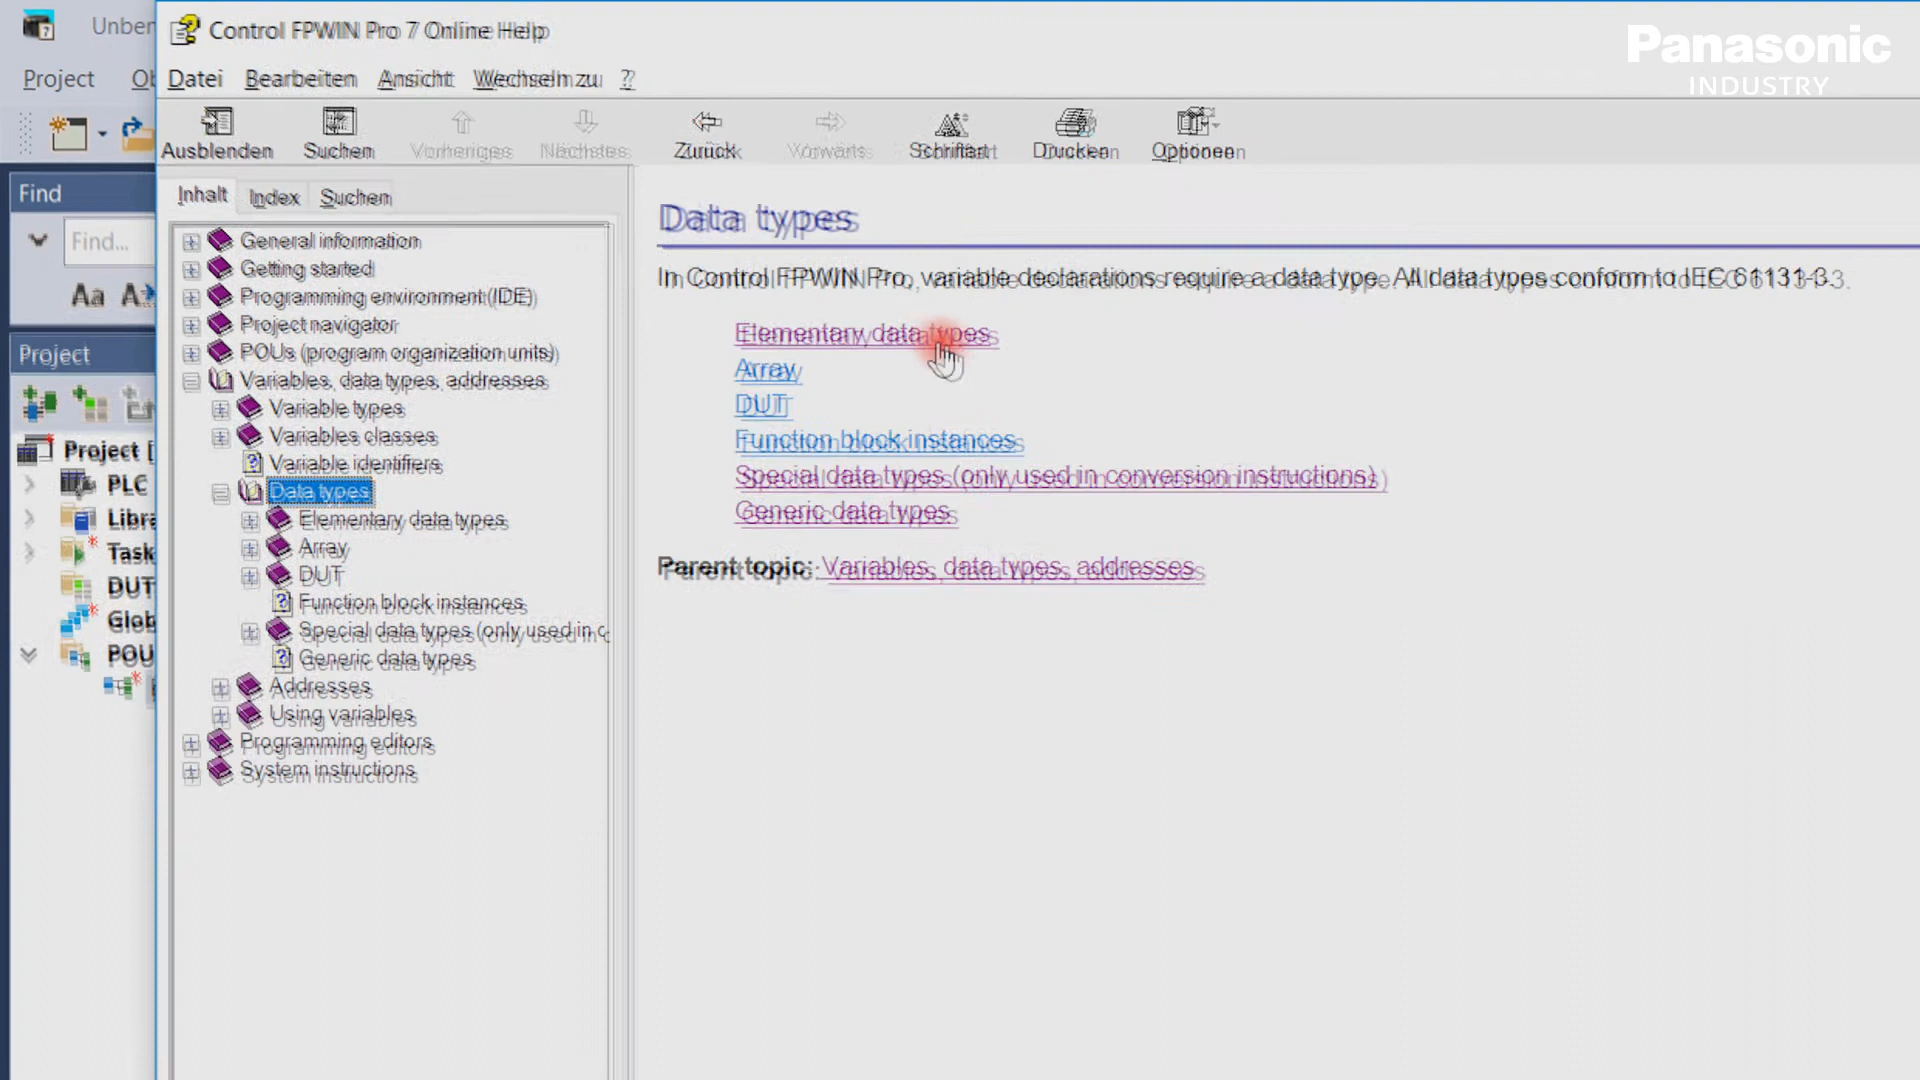 Unben
Control FPWIN Pro 7 Online Help
Panasonic
INDUSTRY
Project
Datei Bearbeiten Ansicht Wechseln zu ?
Ausblenden Suchen Vorheriges Nächstes Zurück Vorwärts Schriftart Drucken Optionen
Find
Find...
Aa A
Inhalt Index Suchen
General information
Getting started
Programming environment (IDE)
Project navigator
POUs (program organization units)
Variables, data types, addresses
Variable types
Variables classes
Variable identifiers
Data types
Elementary data types
Array
DUT
Function block instances
Special data types (only used in c
Generic data types
Addresses
Using variables
Programming editors
System instructions
Project
Project [
PLC
Libra
Task
DUT
Glob
POU
Data types
In Control FPWIN Pro, variable declarations require a data type. All data types conform to IEC 61131-3.
Elementary data types
Array
DUT
Function block instances
Special data types (only used in conversion instructions)
Generic data types
Parent topic: Variables, data types, addresses